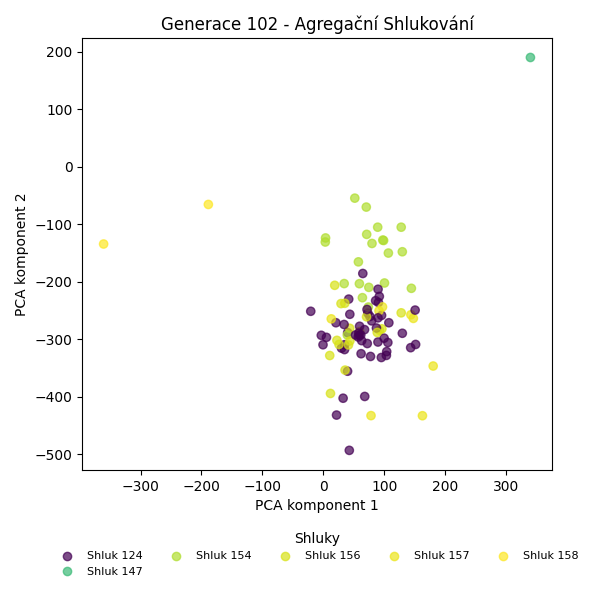 Generace 102 - Agregační Shlukování
PCA komponent 2
200
100
0
−100
−200
−300
−400
−500
−300 −200 −100 0 100 200 300
PCA komponent 1
Shluky
Shluk 124 Shluk 154 Shluk 156 Shluk 157 Shluk 158
Shluk 147